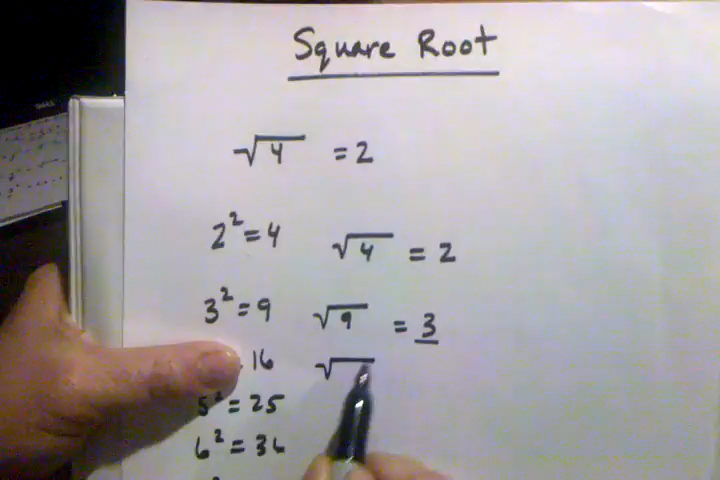 Square Root
√4 = 2
2² = 4 √4 = 2
3² = 9 √9 = 3
16 √
5² = 25
6² = 36